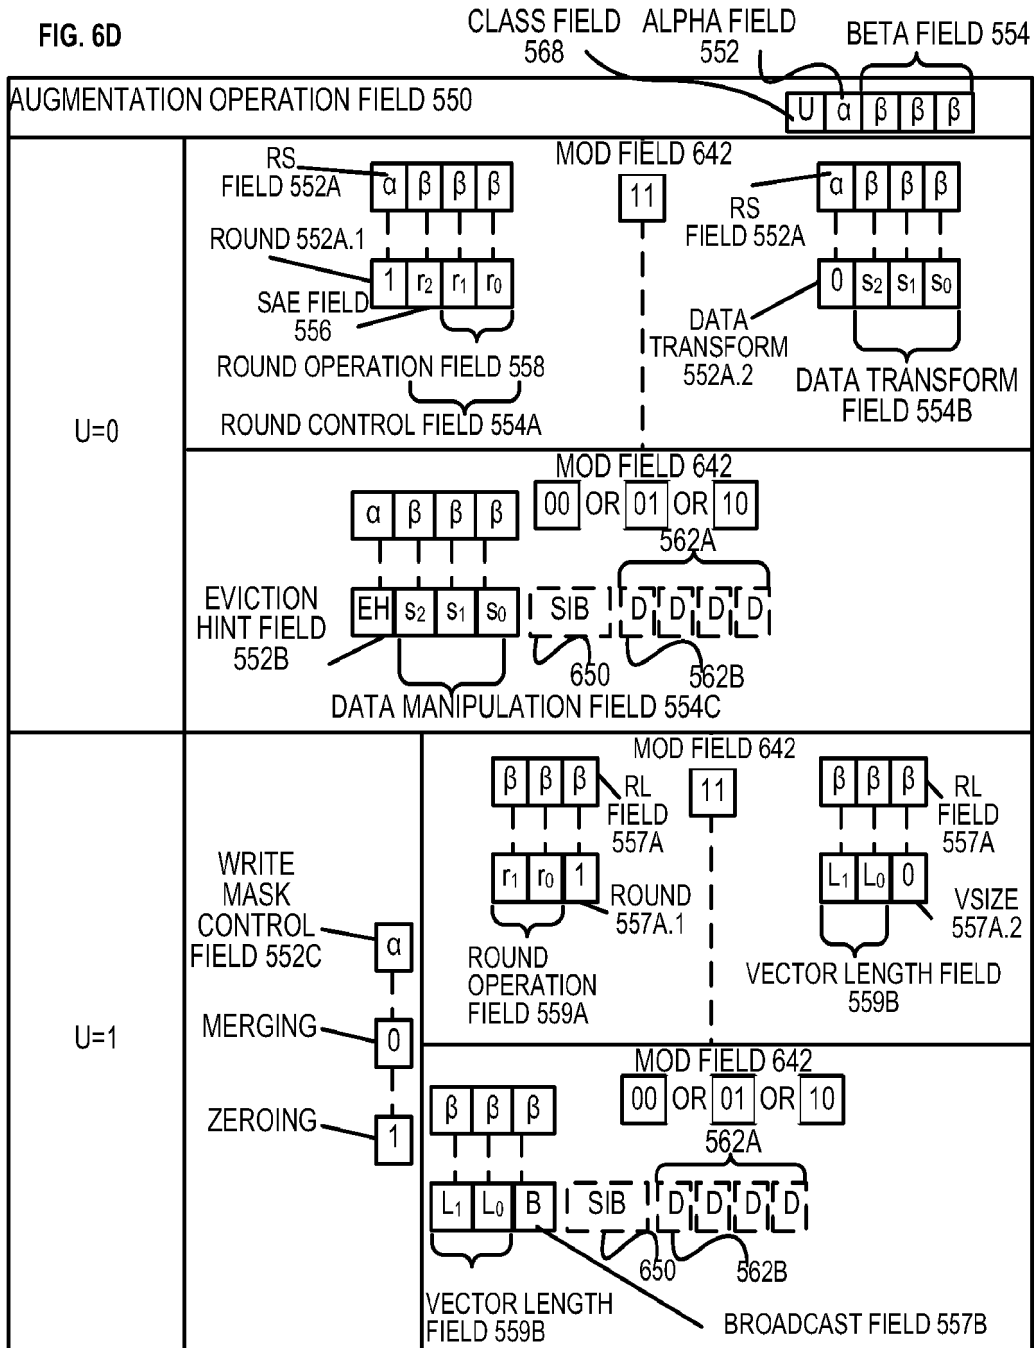 FIG. 6D
CLASS FIELD 568
ALPHA FIELD 552
BETA FIELD 554
AUGMENTATION OPERATION FIELD 550
U α β β β
U=0
RS FIELD 552A
α β β β
ROUND 552A.1
1 r2 r1 r0
SAE FIELD 556
ROUND OPERATION FIELD 558
ROUND CONTROL FIELD 554A
MOD FIELD 642
11
RS FIELD 552A
α β β β
0 s2 s1 s0
DATA TRANSFORM 552A.2
DATA TRANSFORM FIELD 554B
MOD FIELD 642
00 OR 01 OR 10
α β β β
562A
EVICTION HINT FIELD 552B
EH s2 s1 s0
SIB
D D D D
650
562B
DATA MANIPULATION FIELD 554C
U=1
WRITE MASK CONTROL FIELD 552C
α
MERGING
0
ZEROING
1
MOD FIELD 642
11
β β β
RL FIELD 557A
r1 r0 1
ROUND 557A.1
ROUND OPERATION FIELD 559A
β β β
RL FIELD 557A
L1 L0 0
VSIZE 557A.2
VECTOR LENGTH FIELD 559B
MOD FIELD 642
00 OR 01 OR 10
β β β
562A
L1 L0 B
SIB
D D D D
650
562B
VECTOR LENGTH FIELD 559B
BROADCAST FIELD 557B